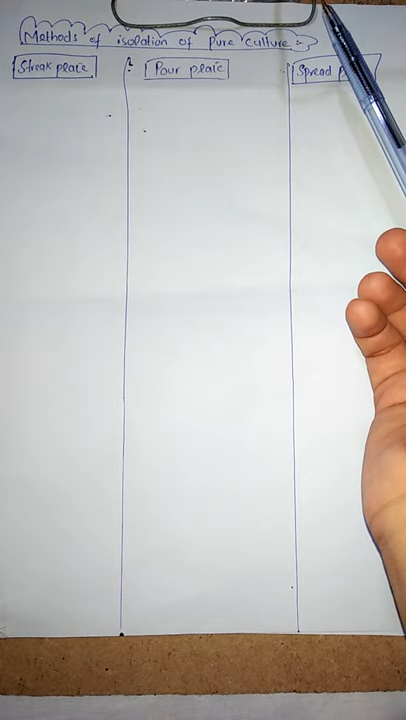 Methods of isolation of pure culture :-
Streak plate
Pour plate
Spread